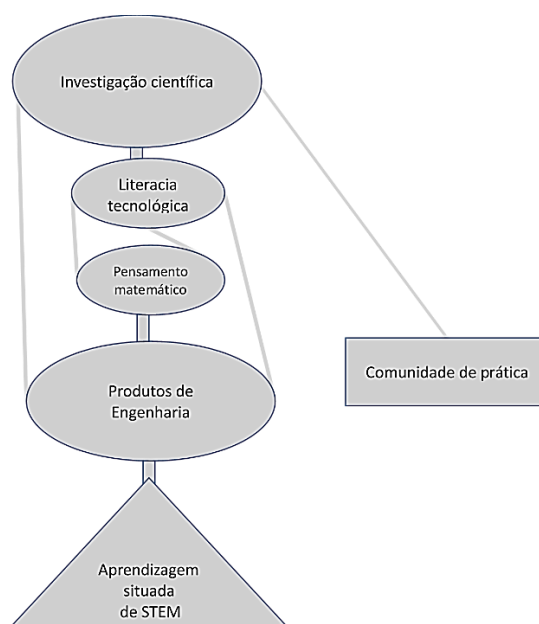 Investigação científica
Literacia
tecnológica
Pensamento
matemático
Comunidade de prática
Produtos de
Engenharia
Aprendizagem
situada
de STEM